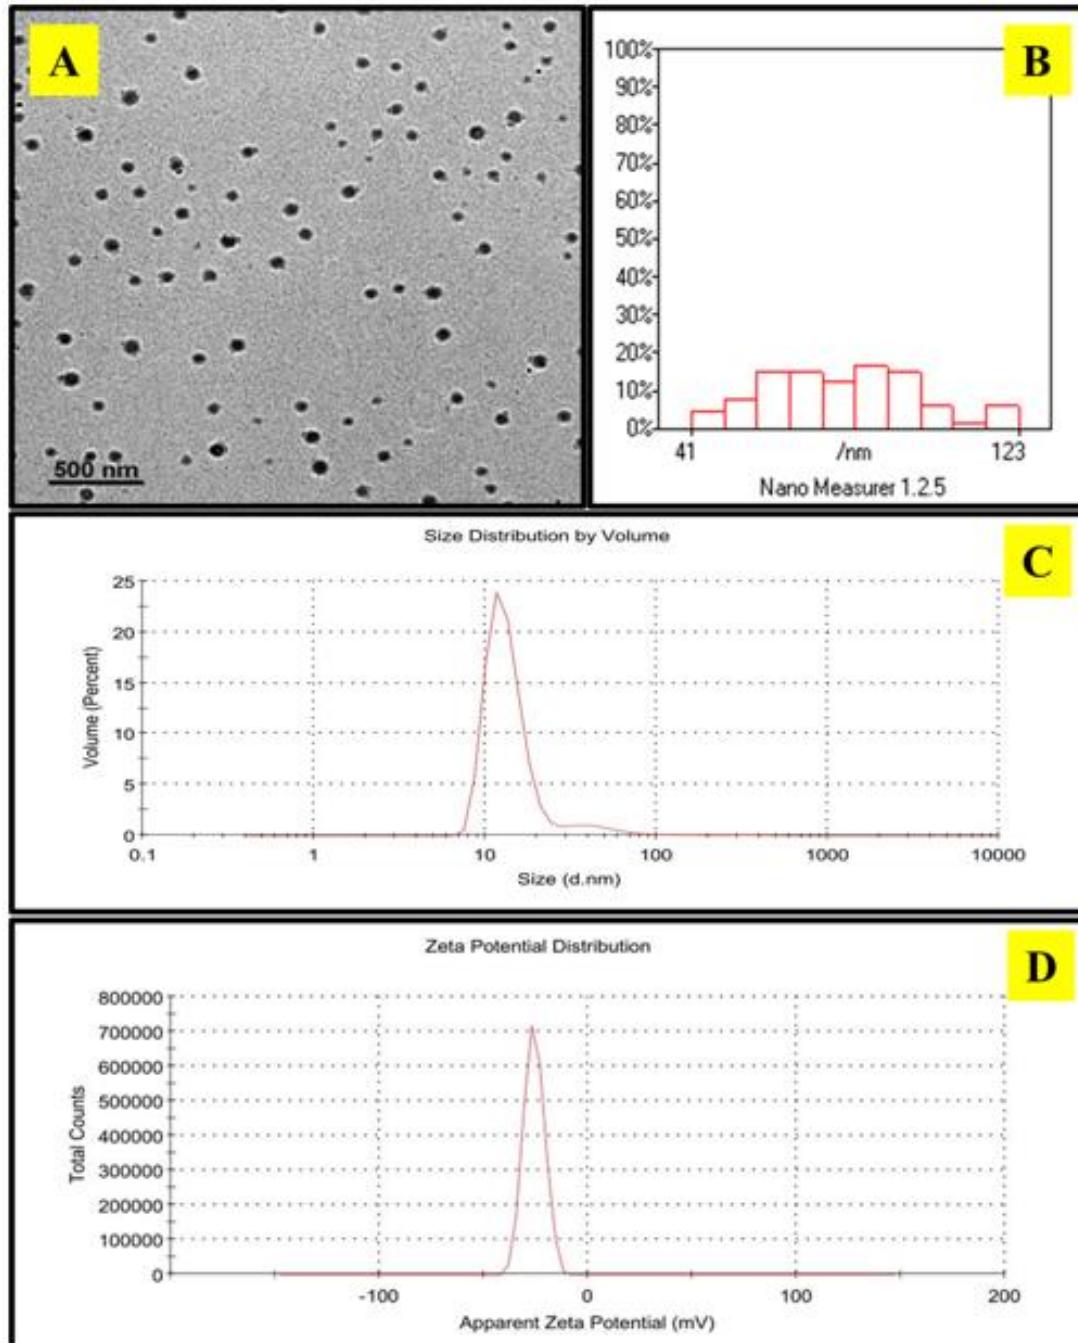 A
500 nm
B
100%
90%
80%
70%
60%
50%
40%
30%
20%
10%
0%
41 /nm 123
Nano Measurer 1.2.5
Size Distribution by Volume
C
Volume (Percent)
25
20
15
10
5
0
0.1 1 10 100 1000 10000
Size (d.nm)
Zeta Potential Distribution
D
Total Counts
800000
700000
600000
500000
400000
300000
200000
100000
0
-100 0 100 200
Apparent Zeta Potential (mV)